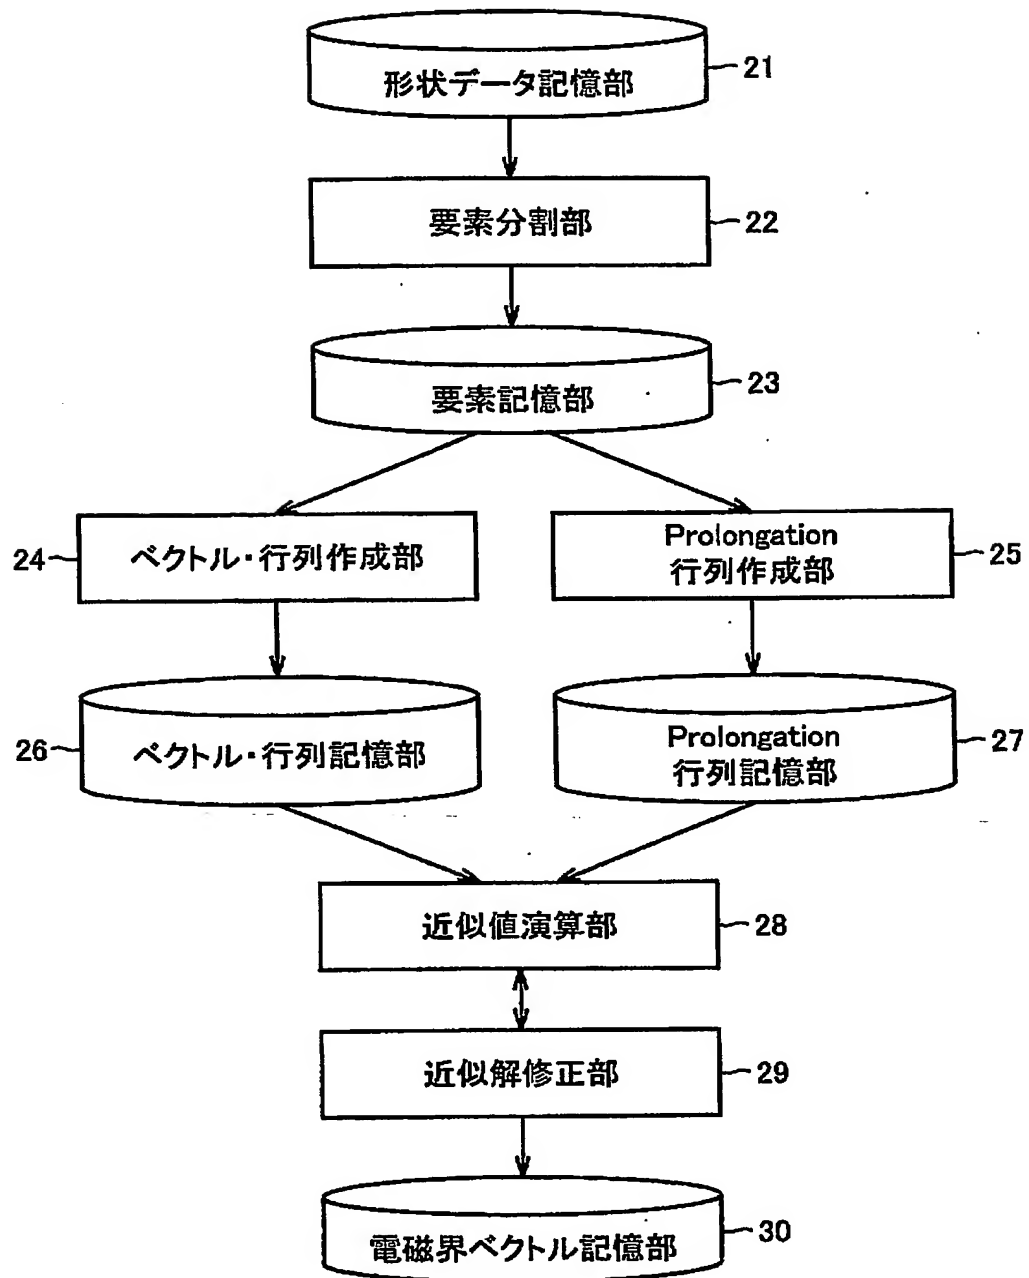 形状データ記憶部
21
要素分割部
22
要素記憶部
23
24
ベクトル・行列作成部
Prolongation
行列作成部
25
26
ベクトル・行列記憶部
Prolongation
行列記憶部
27
近似値演算部
28
近似解修正部
29
電磁界ベクトル記憶部
30